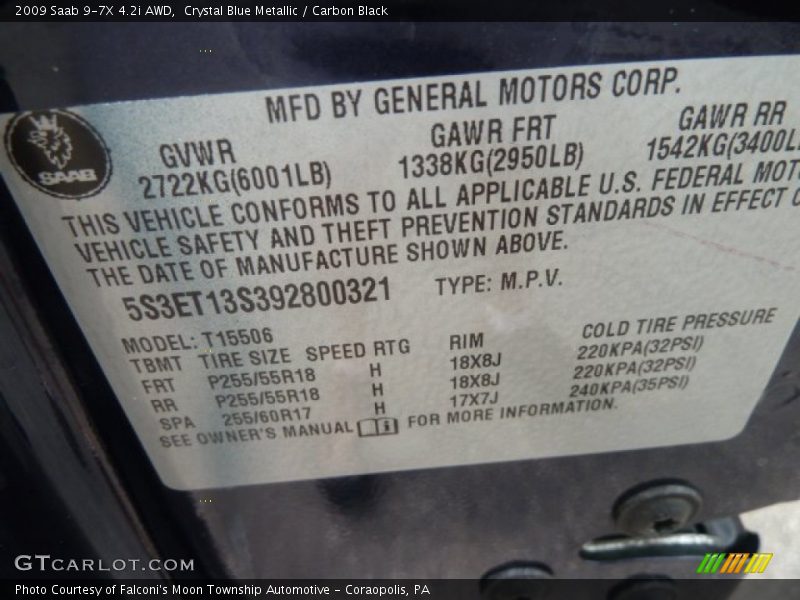 2009 Saab 9-7X 4.2i AWD,  Crystal Blue Metallic / Carbon Black
MFD BY GENERAL MOTORS CORP.
SAAB
GVWR GAWR FRT GAWR RR
2722KG(6001LB) 1338KG(2950LB) 1542KG(3400L
THIS VEHICLE CONFORMS TO ALL APPLICABLE U.S. FEDERAL MOT
VEHICLE SAFETY AND THEFT PREVENTION STANDARDS IN EFFECT
THE DATE OF MANUFACTURE SHOWN ABOVE.
5S3ET13S392800321 TYPE: M.P.V.
MODEL: T15506
TBMT TIRE SIZE SPEED RTG RIM COLD TIRE PRESSURE
FRT P255/55R18 H 18X8J 220KPA(32PSI)
RR P255/55R18 H 18X8J 220KPA(32PSI)
SPA 255/60R17 H 17X7J 240KPA(35PSI)
SEE OWNER'S MANUAL FOR MORE INFORMATION.
GTCARLOT.COM
Photo Courtesy of Falconi's Moon Township Automotive - Coraopolis, PA